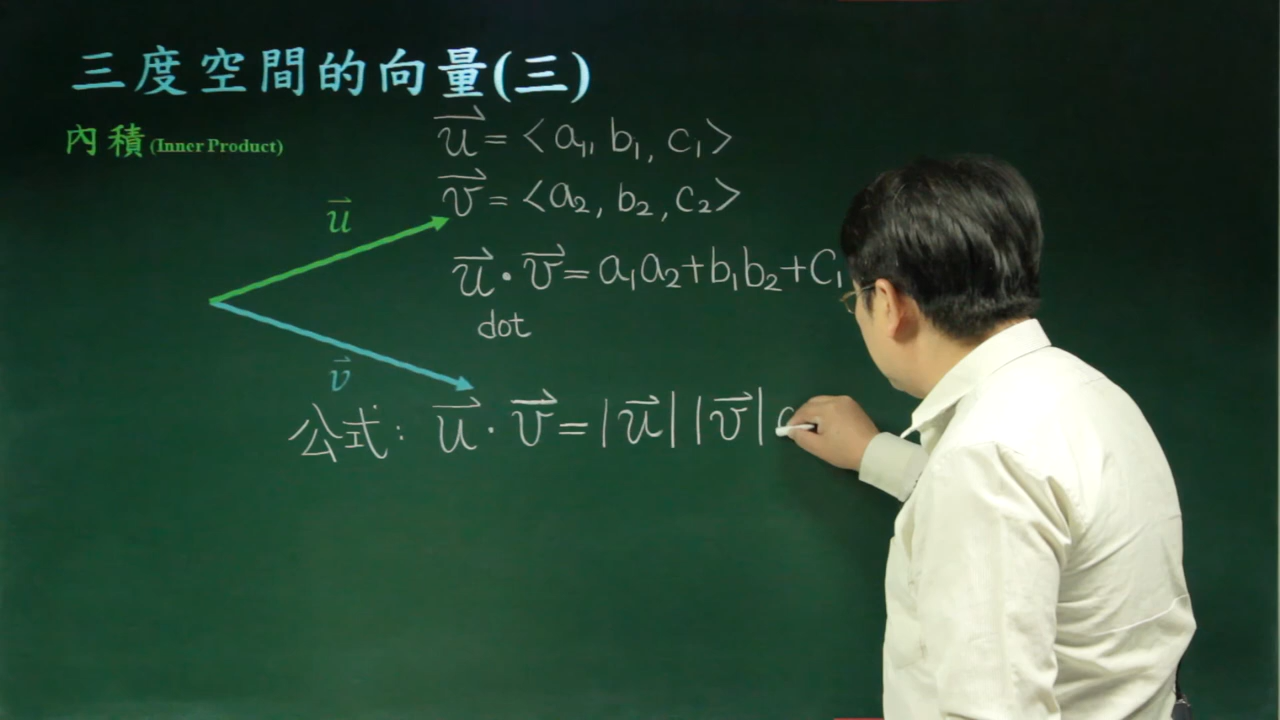 三度空間的向量(三)
內積(Inner Product)
u⃗ = <a₁, b₁, c₁>
v⃗ = <a₂, b₂, c₂>
u⃗
u⃗ · v⃗ = a₁a₂+b₁b₂+C₁
dot
v⃗
公式: u⃗ · v⃗ = |u⃗| |v⃗| c